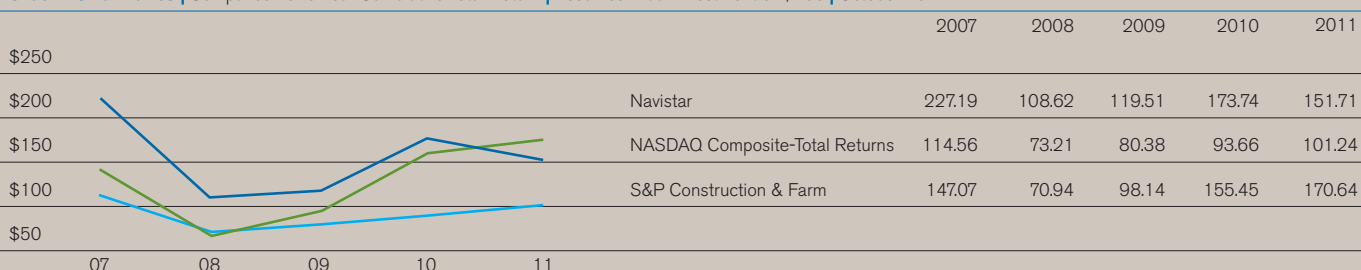 2007 2008 2009 2010 2011
$250
$200
Navistar 227.19 108.62 119.51 173.74 151.71
$150
NASDAQ Composite-Total Returns 114.56 73.21 80.38 93.66 101.24
$100
S&P Construction & Farm 147.07 70.94 98.14 155.45 170.64
$50
07 08 09 10 11